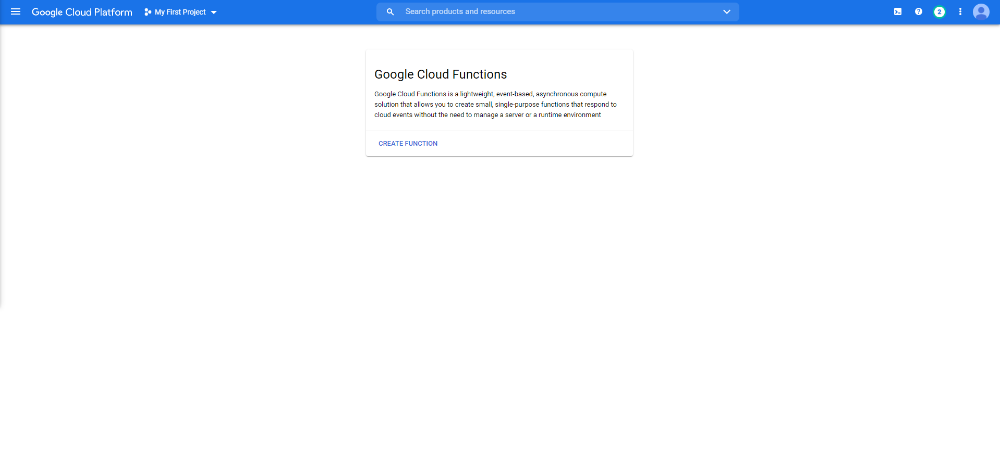 Google Cloud Platform
My First Project
Search products and resources
2
Google Cloud Functions
Google Cloud Functions is a lightweight, event-based, asynchronous compute
solution that allows you to create small, single-purpose functions that respond to
cloud events without the need to manage a server or a runtime environment
CREATE FUNCTION